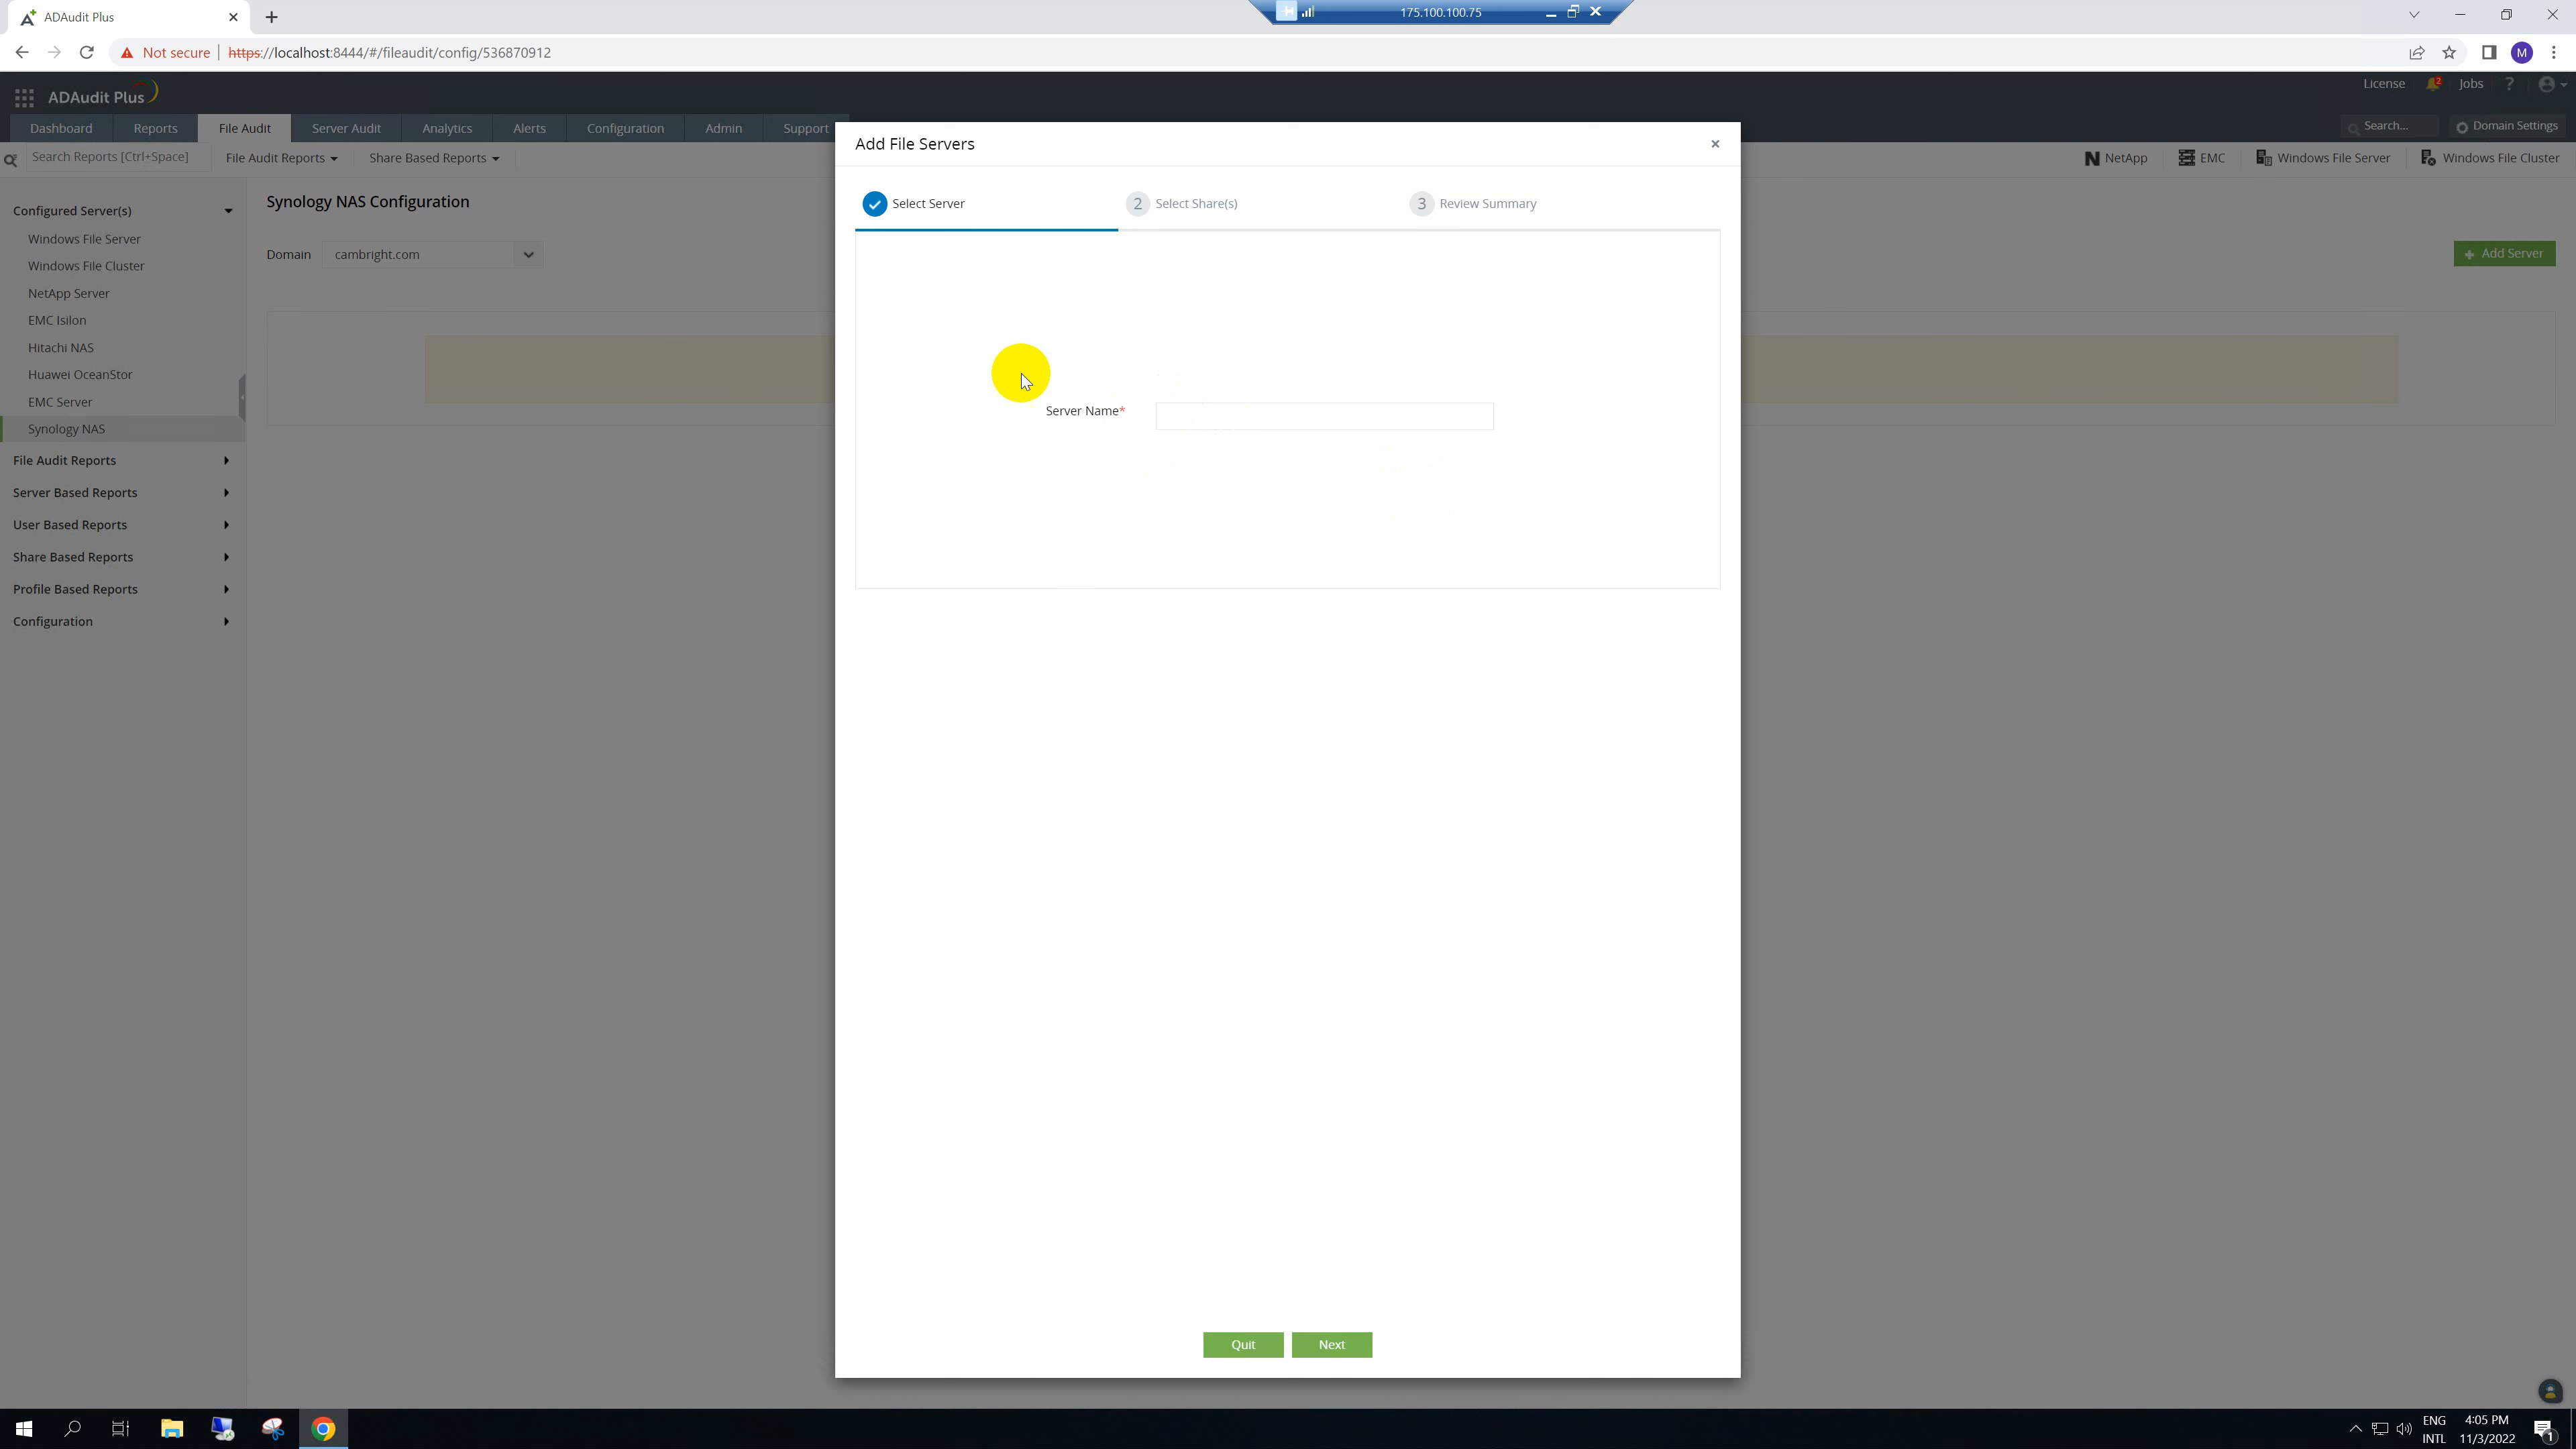 ADAudit Plus
175.100.100.75
Not secure https://localhost:8444/#/fileaudit/config/536870912
M
ADAudit Plus
License 2 Jobs ?
Dashboard Reports File Audit Server Audit Analytics Alerts Configuration Admin Support
Search... Domain Settings
Search Reports [Ctrl+Space] File Audit Reports Share Based Reports
NetApp EMC Windows File Server Windows File Cluster
Configured Server(s)
Windows File Server
Windows File Cluster
NetApp Server
EMC Isilon
Hitachi NAS
Huawei OceanStor
EMC Server
Synology NAS
File Audit Reports
Server Based Reports
User Based Reports
Share Based Reports
Profile Based Reports
Configuration
Synology NAS Configuration
Domain cambright.com
+ Add Server
Add File Servers
×
Select Server
2 Select Share(s)
3 Review Summary
Server Name*
Quit Next
ENG
INTL
4:05 PM
11/3/2022
1